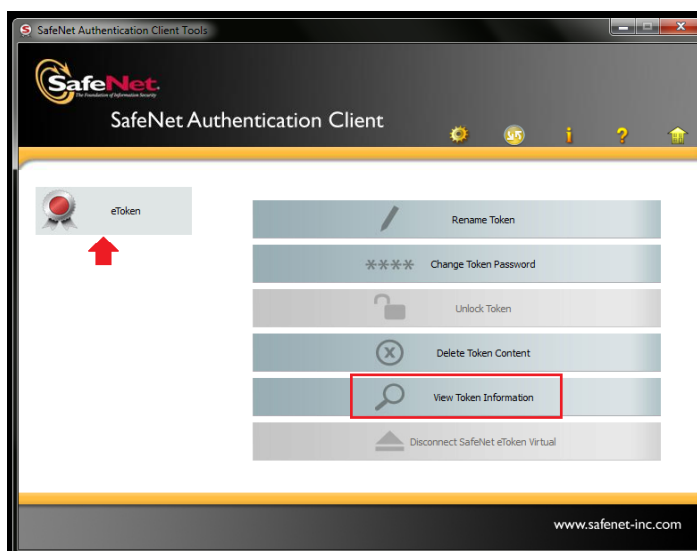 SafeNet Authentication Client Tools
SafeNet.
The Foundation of Information Security
SafeNet Authentication Client
eToken
Rename Token
Change Token Password
Unlock Token
Delete Token Content
View Token Information
Disconnect SafeNet eToken Virtual
www.safenet-inc.com